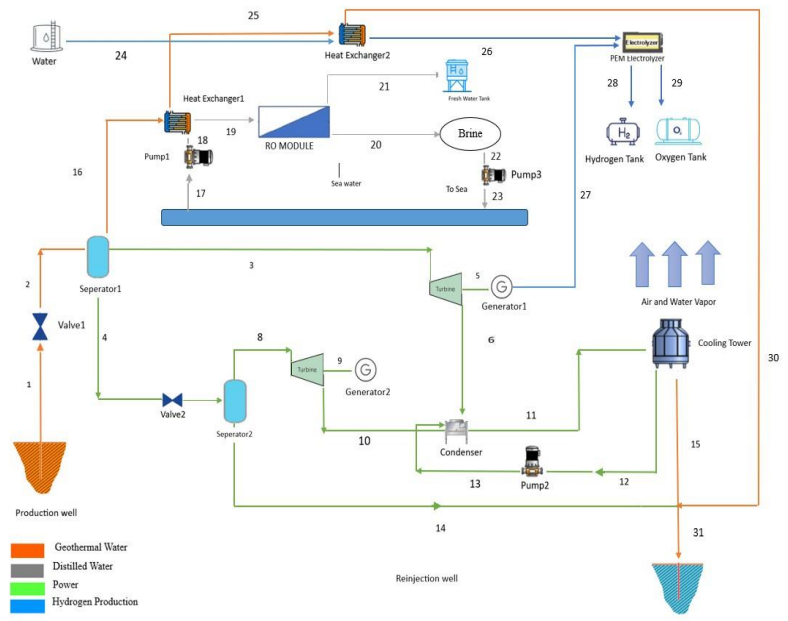 25
30
Water
24
Heat Exchanger2
26
Electrolyzer
PEM Electrolyzer
28
29
21
Fresh Water Tank
Heat Exchanger1
18
19
RO MODULE
20
Brine
H2
O2
Hydrogen Tank
Oxygen Tank
Pump1
16
17
Sea water
22
Pump3
To Sea
23
27
2
Seperator1
3
Turbine
5
G
Generator1
Air and Water Vapor
Valve1
4
8
6
Cooling Tower
1
Turbine
9
G
Generator2
Valve2
Seperator2
10
Condenser
11
15
13
Pump2
12
14
31
Production well
Geothermal Water
Distilled Water
Power
Hydrogen Production
Reinjection well